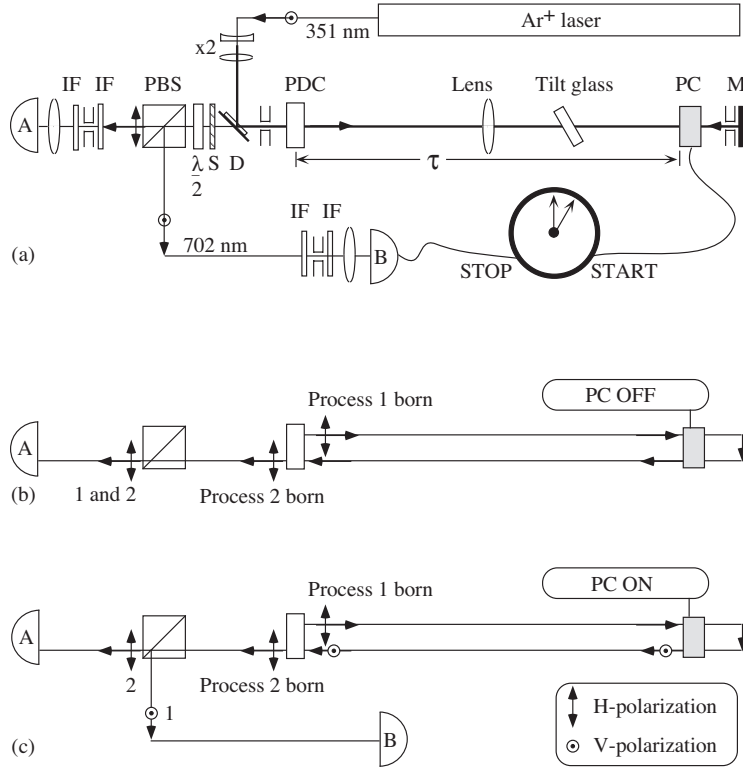 Ar+ laser
351 nm
x2
IF IF PBS PDC Lens Tilt glass PC M
A
λ/2 S D
τ
IF IF
702 nm
B
STOP START
(a)
Process 1 born
PC OFF
A
1 and 2
Process 2 born
(b)
Process 1 born
PC ON
A
2
Process 2 born
1
B
H-polarization
V-polarization
(c)